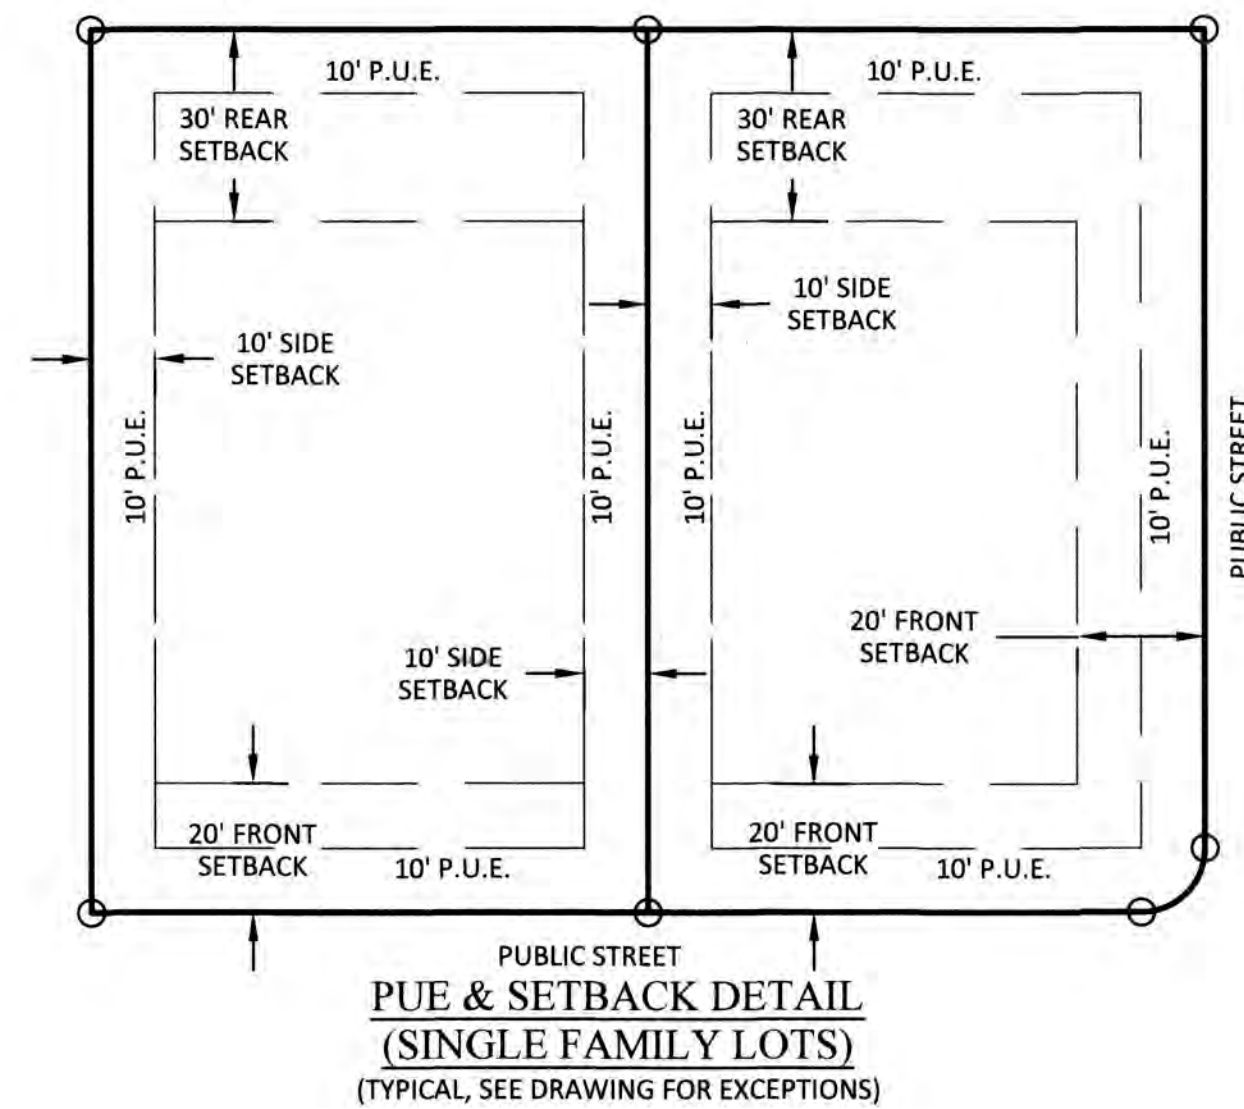 10' P.U.E.
10' P.U.E.
30' REAR
SETBACK
30' REAR
SETBACK
10' SIDE
SETBACK
10' SIDE
SETBACK
10' P.U.E.
10' P.U.E.
10' P.U.E.
10' P.U.E.
PUBLIC STREET
20' FRONT
SETBACK
10' SIDE
SETBACK
20' FRONT
SETBACK
10' P.U.E.
20' FRONT
SETBACK
10' P.U.E.
PUBLIC STREET
PUE & SETBACK DETAIL
(SINGLE FAMILY LOTS)
(TYPICAL, SEE DRAWING FOR EXCEPTIONS)